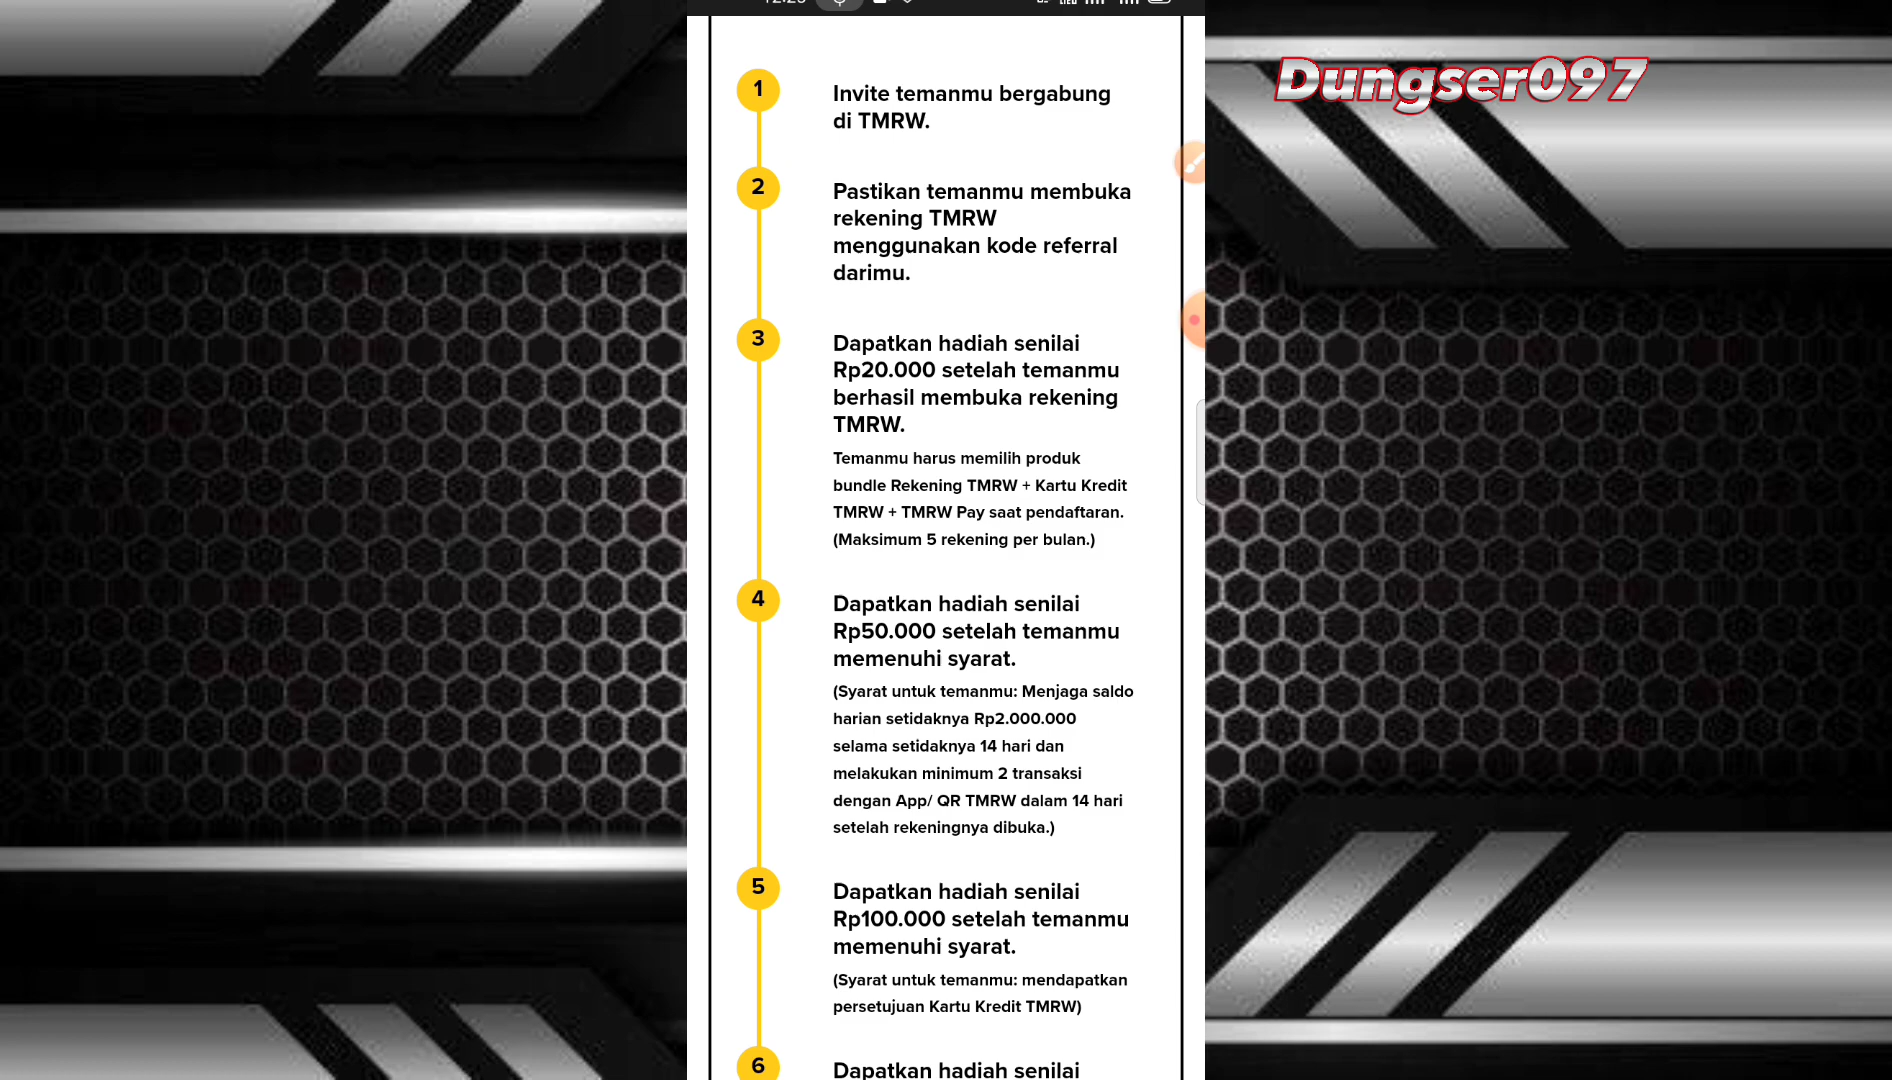 Dungser097
1
Invite temanmu bergabung
di TMRW.
2
Pastikan temanmu membuka
rekening TMRW
menggunakan kode referral
darimu.
3
Dapatkan hadiah senilai
Rp20.000 setelah temanmu
berhasil membuka rekening
TMRW.
Temanmu harus memilih produk
bundle Rekening TMRW + Kartu Kredit
TMRW + TMRW Pay saat pendaftaran.
(Maksimum 5 rekening per bulan.)
4
Dapatkan hadiah senilai
Rp50.000 setelah temanmu
memenuhi syarat.
(Syarat untuk temanmu: Menjaga saldo
harian setidaknya Rp2.000.000
selama setidaknya 14 hari dan
melakukan minimum 2 transaksi
dengan App/ QR TMRW dalam 14 hari
setelah rekeningnya dibuka.)
5
Dapatkan hadiah senilai
Rp100.000 setelah temanmu
memenuhi syarat.
(Syarat untuk temanmu: mendapatkan
persetujuan Kartu Kredit TMRW)
6
Dapatkan hadiah senilai